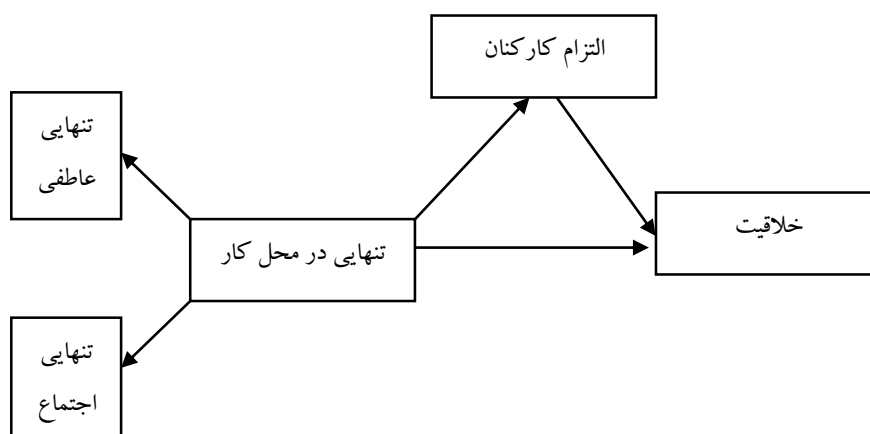 التزام کارکنان
تنهایی
عاطفی
خلاقیت
تنهایی در محل کار
تنهایی
اجتماع